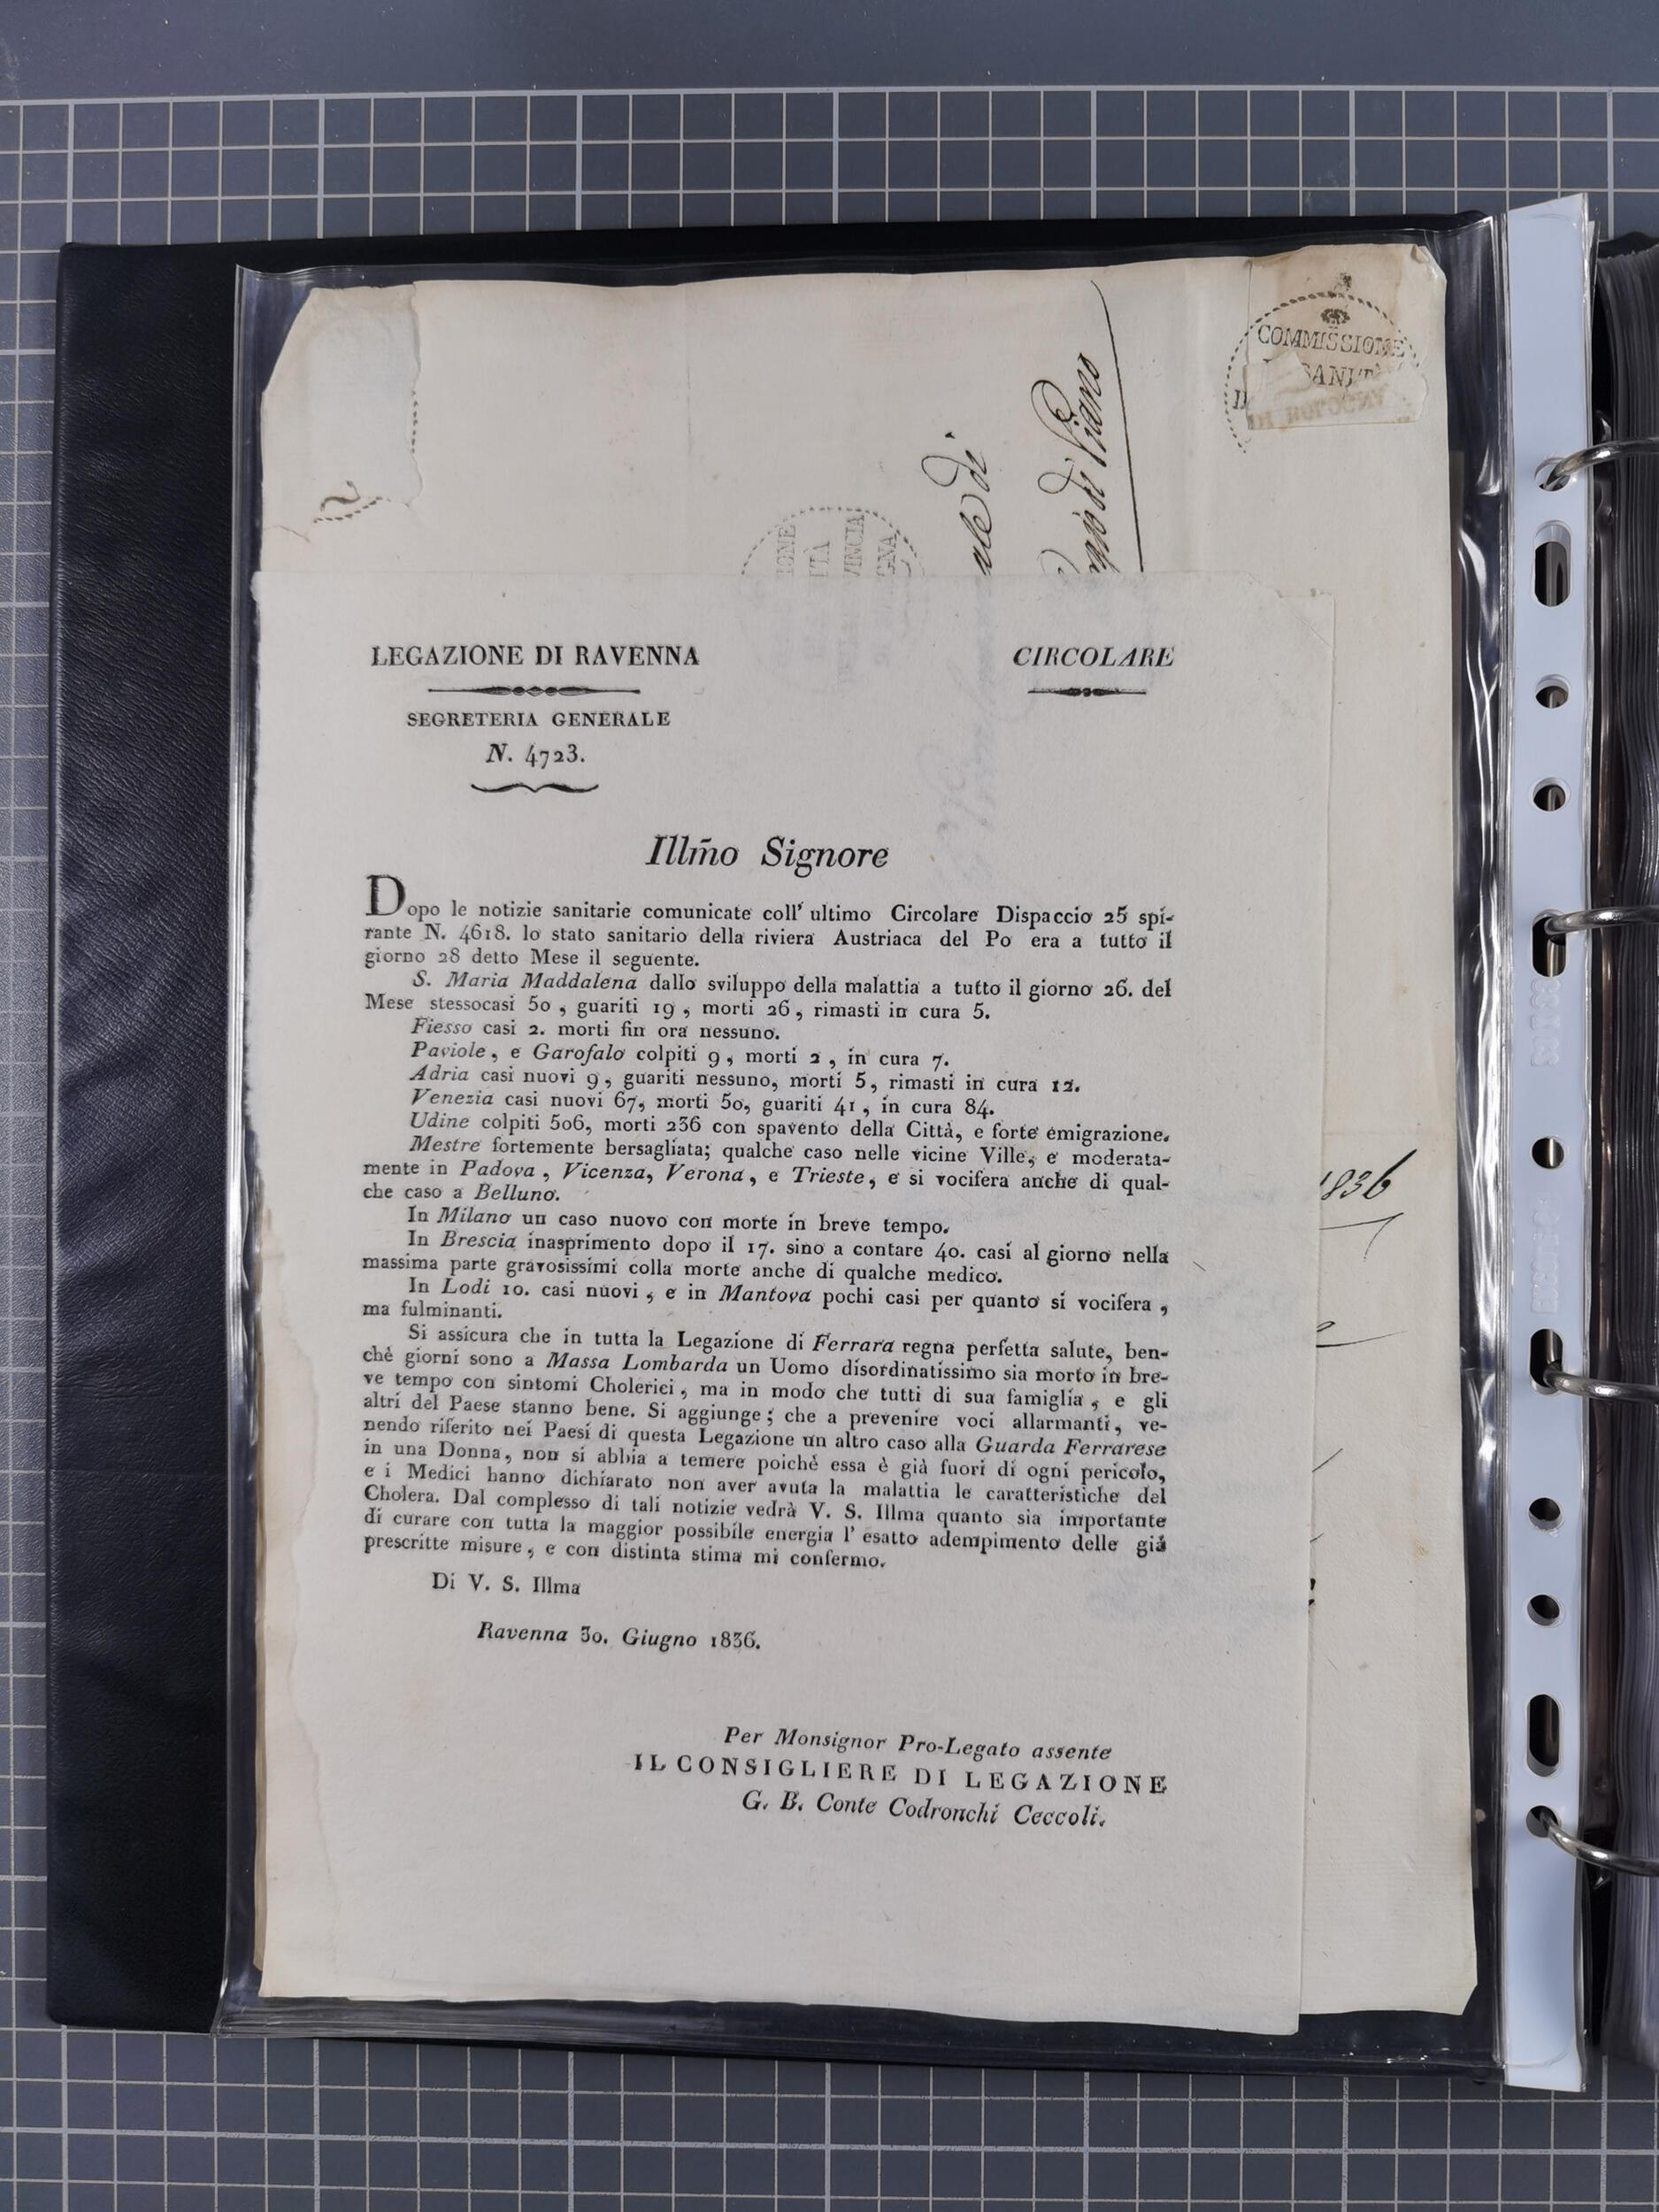 COMMISSIONE
SANITÀ
di Piano
LEGAZIONE DI RAVENNA
CIRCOLARE
SEGRETERIA GENERALE
N. 4723.
Illm̃o Signore
Dopo le notizie sanitarie comunicate coll' ultimo Circolare Dispaccio 25 spi-
rante N. 4618. lo stato sanitario della riviera Austriaca del Po era a tutto il
giorno 28 detto Mese il seguente.
S. Maria Maddalena dallo sviluppo della malattia a tutto il giorno 26. del
Mese stessocasi 50, guariti 19, morti 26, rimasti in cura 5.
Fiesso casi 2. morti fin ora nessuno.
Paviole, e Garofalo colpiti 9, morti 2, in cura 7.
Adria casi nuovi 9, guariti nessuno, morti 5, rimasti in cura 12.
Venezia casi nuovi 67, morti 50, guariti 41, in cura 84.
Udine colpiti 506, morti 236 con spavento della Città, e forte emigrazione.
Mestre fortemente bersagliata; qualche caso nelle vicine Ville, e moderata-
mente in Padova, Vicenza, Verona, e Trieste, e si vocifera anche di qual-
che caso a Belluno.
In Milano un caso nuovo con morte in breve tempo.
In Brescia inasprimento dopo il 17. sino a contare 40. casi al giorno nella
massima parte gravosissimi colla morte anche di qualche medico.
In Lodi 10. casi nuovi, e in Mantova pochi casi per quanto si vocifera,
ma fulminanti.
Si assicura che in tutta la Legazione di Ferrara regna perfetta salute, ben-
chè giorni sono a Massa Lombarda un Uomo disordinatissimo sia morto in bre-
ve tempo con sintomi Cholerici, ma in modo che tutti di sua famiglia, e gli
altri del Paese stanno bene. Si aggiunge; che a prevenire voci allarmanti, ve-
nendo riferito nei Paesi di questa Legazione un altro caso alla Guarda Ferrarese
in una Donna, non si abbia a temere poichè essa è già fuori di ogni pericolo,
e i Medici hanno dichiarato non aver avuta la malattia le caratteristiche del
Cholera. Dal complesso di tali notizie vedrà V. S. Illma quanto sia importante
di curare con tutta la maggior possibile energia l' esatto adempimento delle già
prescritte misure, e con distinta stima mi confermo.
Di V. S. Illma
Ravenna 30. Giugno 1836.
Per Monsignor Pro-Legato assente
IL CONSIGLIERE DI LEGAZIONE
G. B. Conte Codronchi Ceccoli.
1836